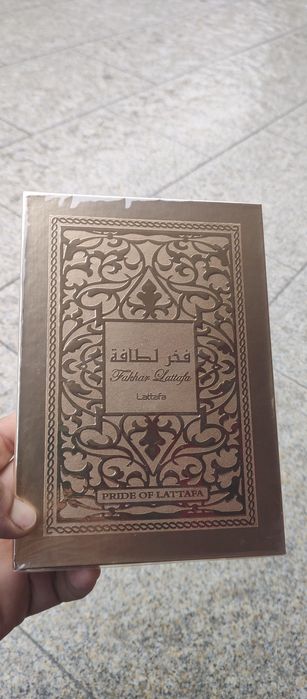 فخر لطافة
Fakhar Lattafa
Lattafa
PRIDE OF LATTAFA